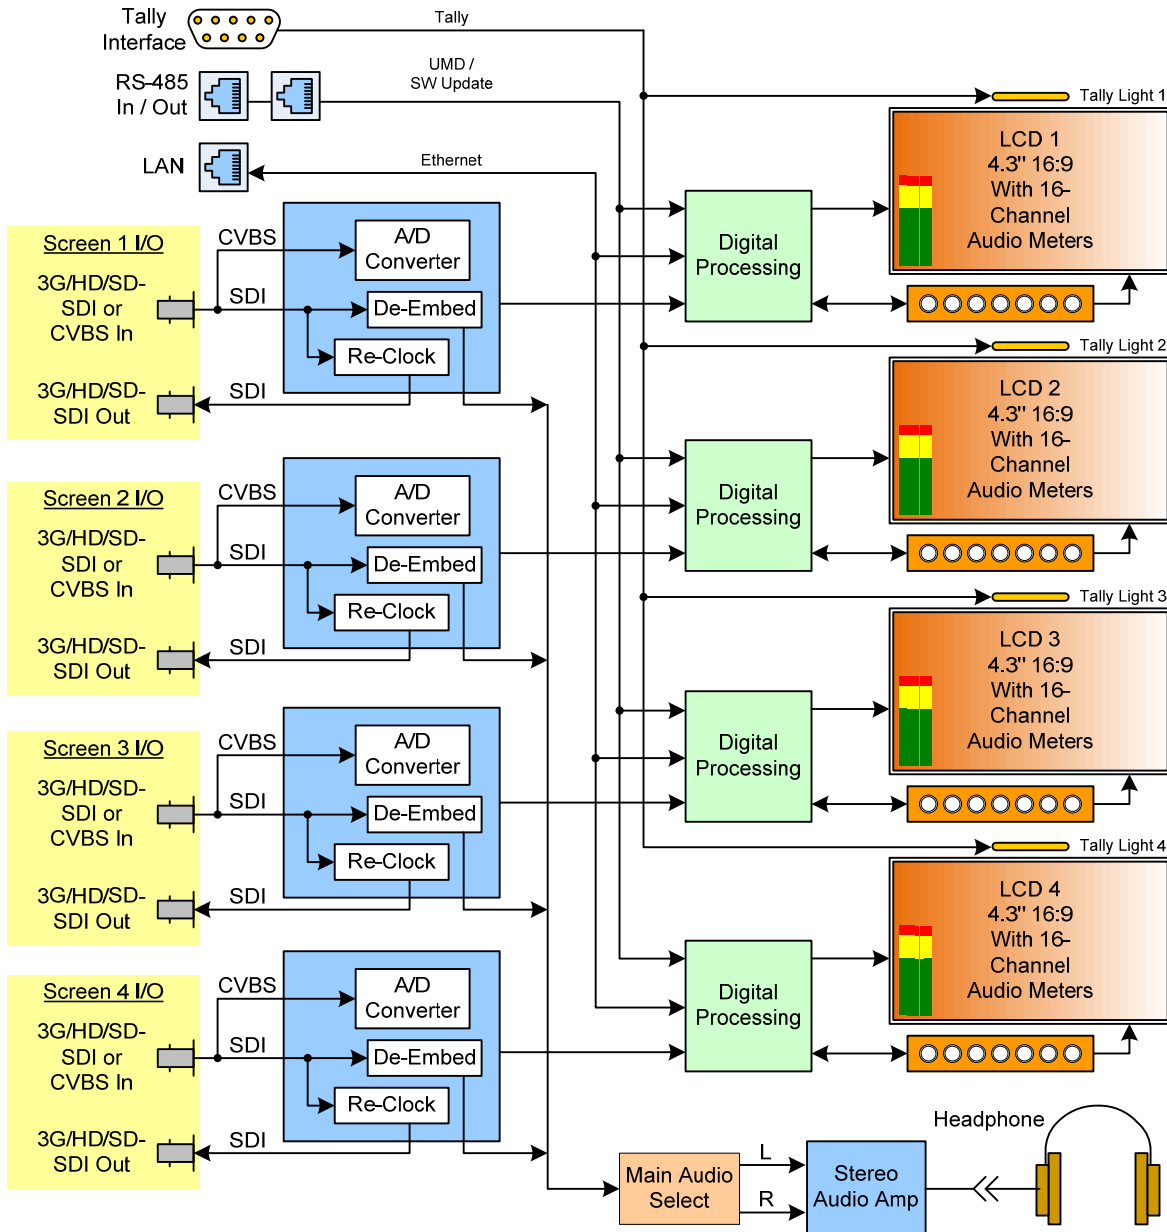 Tally
Interface
Tally
RS-485
In / Out
UMD /
SW Update
LAN
Ethernet
Tally Light 1
LCD 1
4.3" 16:9
With 16-
Channel
Audio Meters
Digital
Processing
Screen 1 I/O
3G/HD/SD-
SDI or
CVBS In
3G/HD/SD-
SDI Out
CVBS
SDI
SDI
A/D
Converter
De-Embed
Re-Clock
Tally Light 2
LCD 2
4.3" 16:9
With 16-
Channel
Audio Meters
Digital
Processing
Screen 2 I/O
3G/HD/SD-
SDI or
CVBS In
3G/HD/SD-
SDI Out
CVBS
SDI
SDI
A/D
Converter
De-Embed
Re-Clock
Tally Light 3
LCD 3
4.3" 16:9
With 16-
Channel
Audio Meters
Digital
Processing
Screen 3 I/O
3G/HD/SD-
SDI or
CVBS In
3G/HD/SD-
SDI Out
CVBS
SDI
SDI
A/D
Converter
De-Embed
Re-Clock
Tally Light 4
LCD 4
4.3" 16:9
With 16-
Channel
Audio Meters
Digital
Processing
Screen 4 I/O
3G/HD/SD-
SDI or
CVBS In
3G/HD/SD-
SDI Out
CVBS
SDI
SDI
A/D
Converter
De-Embed
Re-Clock
Main Audio
Select
L
R
Stereo
Audio Amp
Headphone